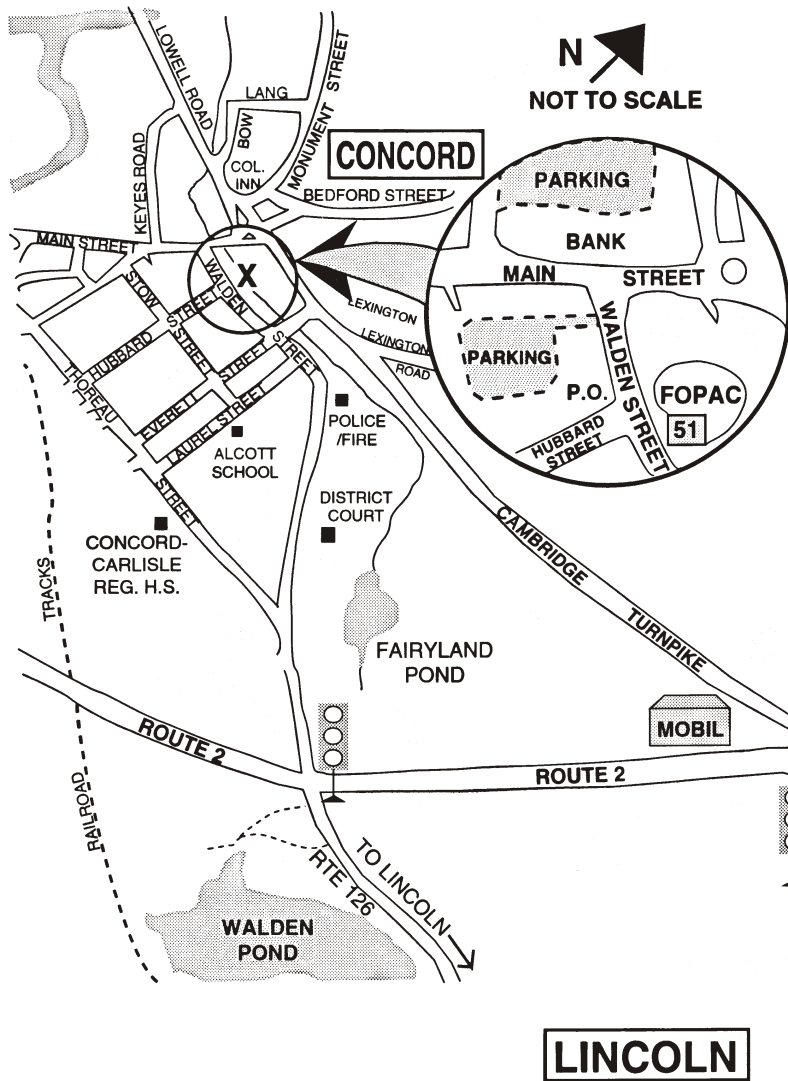 LOWELL ROAD
LANG
BOW
MONUMENT STREET
N
NOT TO SCALE
COL.
INN
CONCORD
KEYES ROAD
BEDFORD STREET
MAIN STREET
WALDEN
STREET
X
STOW
STREET
HUBBARD
STREET
EVERETT
STREET
LAUREL STREET
THOREAU
STREET
LEXINGTON
LEXINGTON
ROAD
PARKING
BANK
MAIN
STREET
PARKING
WALDEN STREET
P.O.
FOPAC
51
HUBBARD
STREET
POLICE
/FIRE
ALCOTT
SCHOOL
DISTRICT
COURT
CONCORD-
CARLISLE
REG. H.S.
CAMBRIDGE
TURNPIKE
TRACKS
RAILROAD
FAIRYLAND
POND
MOBIL
ROUTE 2
ROUTE 2
RTE 126
TO LINCOLN
WALDEN
POND
LINCOLN